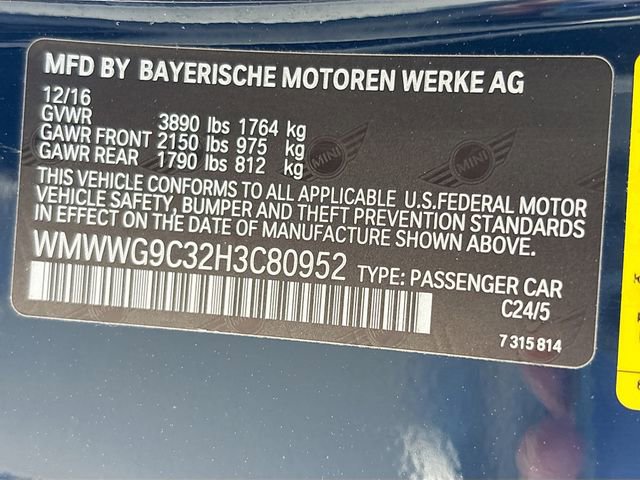 MFD BY BAYERISCHE MOTOREN WERKE AG
12/16
GVWR 3890 lbs 1764 kg
GAWR FRONT 2150 lbs 975 kg
GAWR REAR 1790 lbs 812 kg
THIS VEHICLE CONFORMS TO ALL APPLICABLE U.S.FEDERAL MOTOR
VEHICLE SAFETY, BUMPER AND THEFT PREVENTION STANDARDS
IN EFFECT ON THE DATE OF MANUFACTURE SHOWN ABOVE.
WMWWG9C32H3C80952 TYPE: PASSENGER CAR
C24/5
7 315 814
MINI
MINI